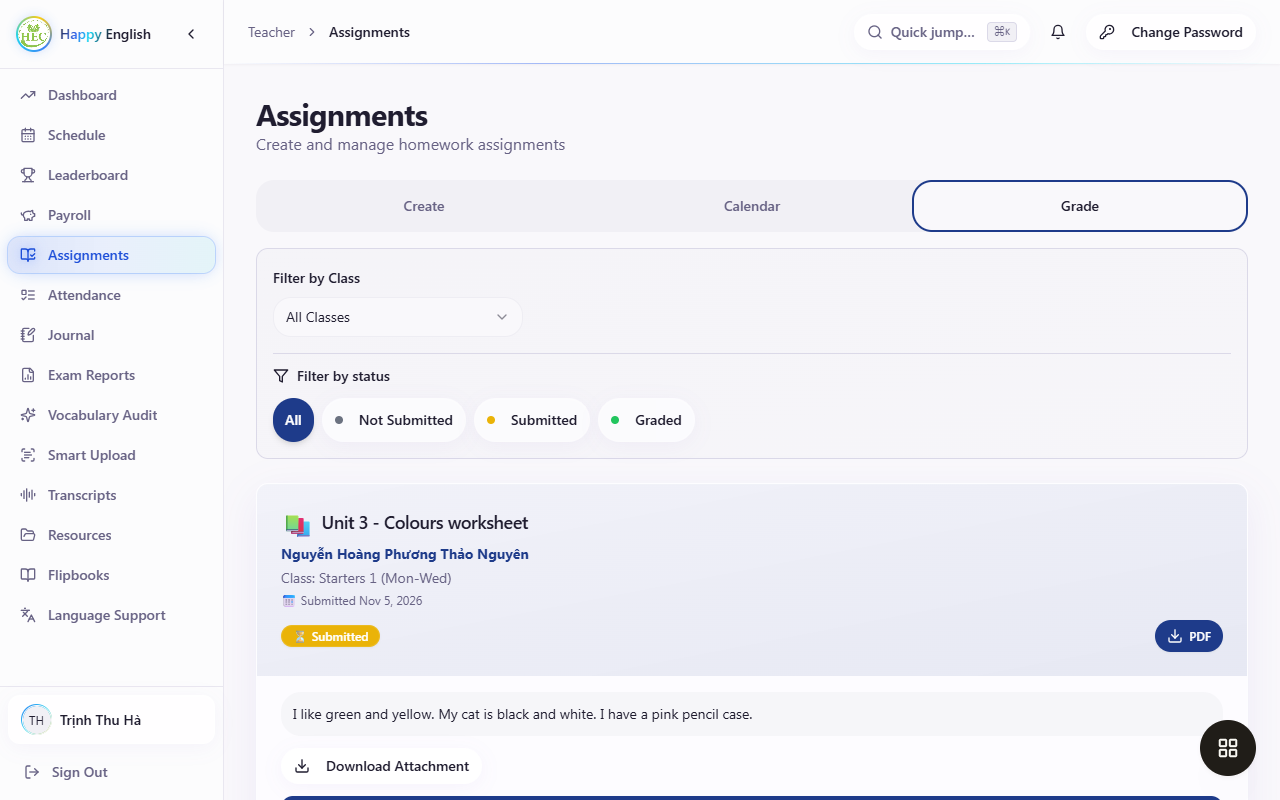 HEC
Happy English
Teacher
Assignments
Quick jump...
⌘K
Change Password
Dashboard
Schedule
Leaderboard
Payroll
Assignments
Attendance
Journal
Exam Reports
Vocabulary Audit
Smart Upload
Transcripts
Resources
Flipbooks
Language Support
TH
Trịnh Thu Hà
Sign Out
Assignments
Create and manage homework assignments
Create
Calendar
Grade
Filter by Class
All Classes
Filter by status
All
Not Submitted
Submitted
Graded
Unit 3 - Colours worksheet
Nguyễn Hoàng Phương Thảo Nguyên
Class: Starters 1 (Mon-Wed)
Submitted Nov 5, 2026
Submitted
PDF
I like green and yellow. My cat is black and white. I have a pink pencil case.
Download Attachment